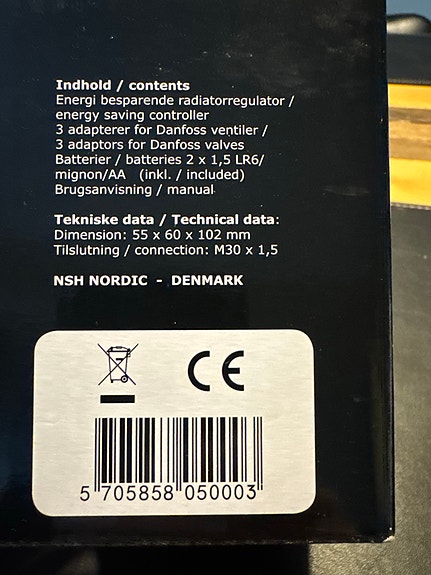 Indhold / contents
Energi besparende radiatorregulator /
energy saving controller
3 adapterer for Danfoss ventiler /
3 adaptors for Danfoss valves
Batterier / batteries 2 x 1,5 LR6/
mignon/AA (inkl. / included)
Brugsanvisning / manual
Tekniske data / Technical data:
Dimension: 55 x 60 x 102 mm
Tilslutning / connection: M30 x 1,5
NSH NORDIC - DENMARK
CE
5 705858 050003